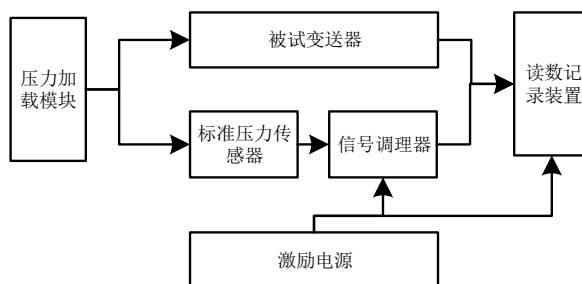 压力加
载模块
被试变送器
标准压力传
感器
信号调理器
读数记
录装置
激励电源